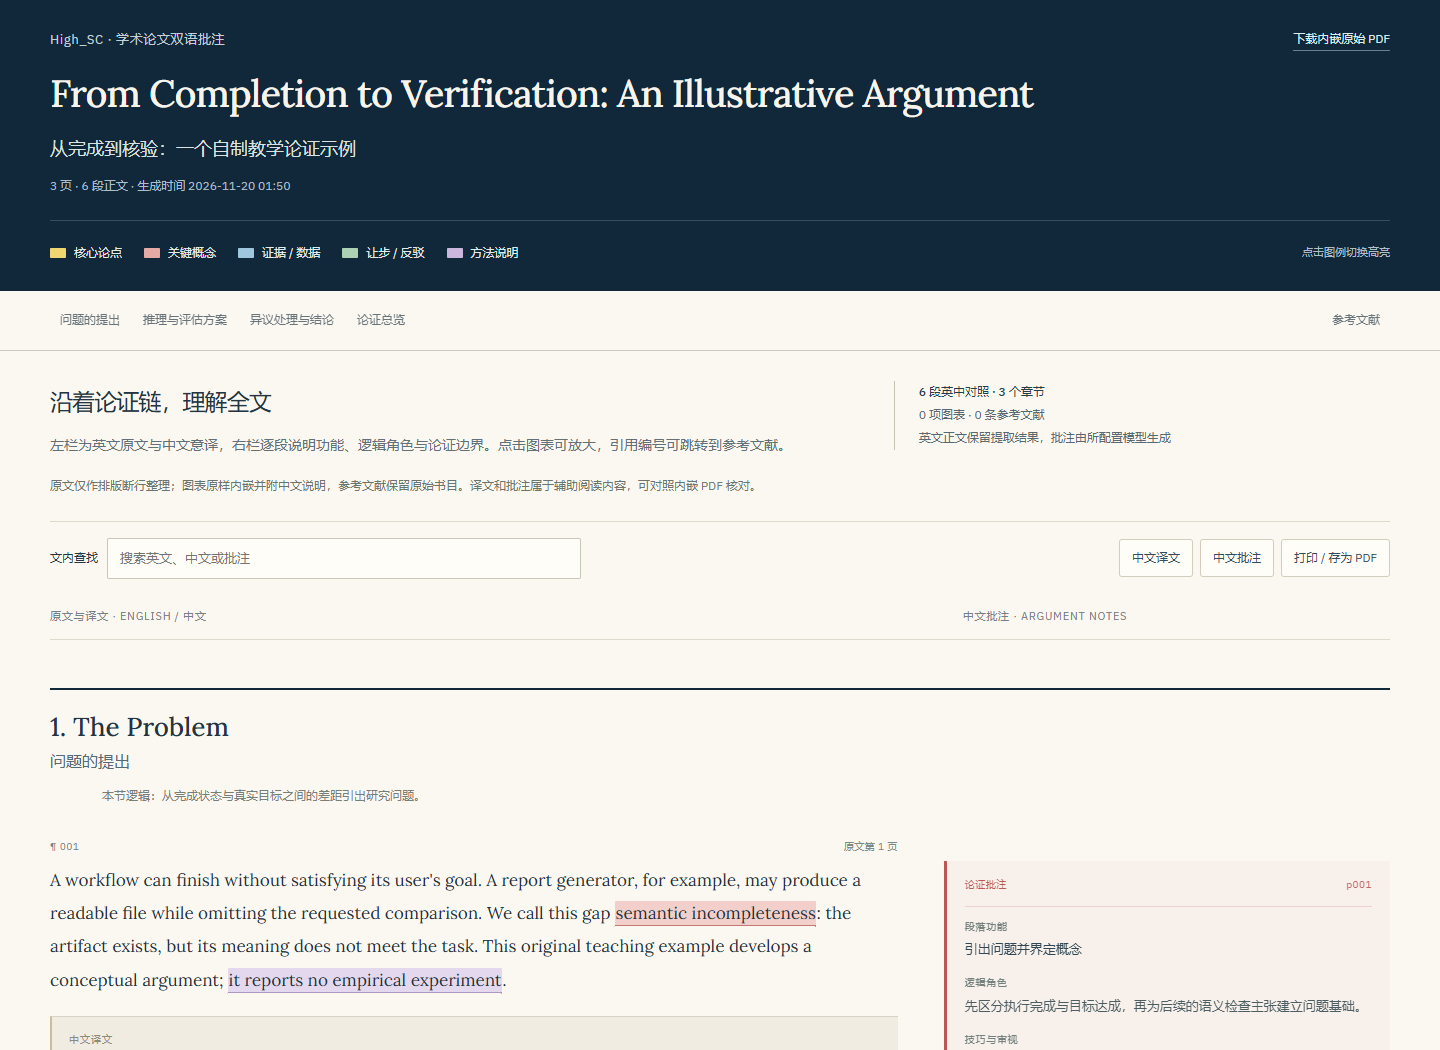 High_SC · 学术论文双语批注
下载内嵌原始 PDF
From Completion to Verification: An Illustrative Argument
从完成到核验：一个自制教学论证示例
3 页 · 6 段正文 · 生成时间 2026-11-20 01:50
核心论点 关键概念 证据 / 数据 让步 / 反驳 方法说明
点击图例切换高亮
问题的提出 推理与评估方案 异议处理与结论 论证总览
参考文献
沿着论证链，理解全文
左栏为英文原文与中文意译，右栏逐段说明功能、逻辑角色与论证边界。点击图表可放大，引用编号可跳转到参考文献。
原文仅作排版断行整理；图表原样内嵌并附中文说明，参考文献保留原始书目。译文和批注属于辅助阅读内容，可对照内嵌 PDF 核对。
6 段英中对照 · 3 个章节
0 项图表 · 0 条参考文献
英文正文保留提取结果，批注由所配置模型生成
文内查找
搜索英文、中文或批注
中文译文
中文批注
打印 / 存为 PDF
原文与译文 · ENGLISH / 中文
中文批注 · ARGUMENT NOTES
1. The Problem
问题的提出
本节逻辑：从完成状态与真实目标之间的差距引出研究问题。
¶ 001
原文第 1 页
A workflow can finish without satisfying its user's goal. A report generator, for example, may produce a
readable file while omitting the requested comparison. We call this gap semantic incompleteness: the
artifact exists, but its meaning does not meet the task. This original teaching example develops a
conceptual argument; it reports no empirical experiment.
中文译文
论证批注
p001
段落功能
引出问题并界定概念
逻辑角色
先区分执行完成与目标达成，再为后续的语义检查主张建立问题基础。
技巧与审视